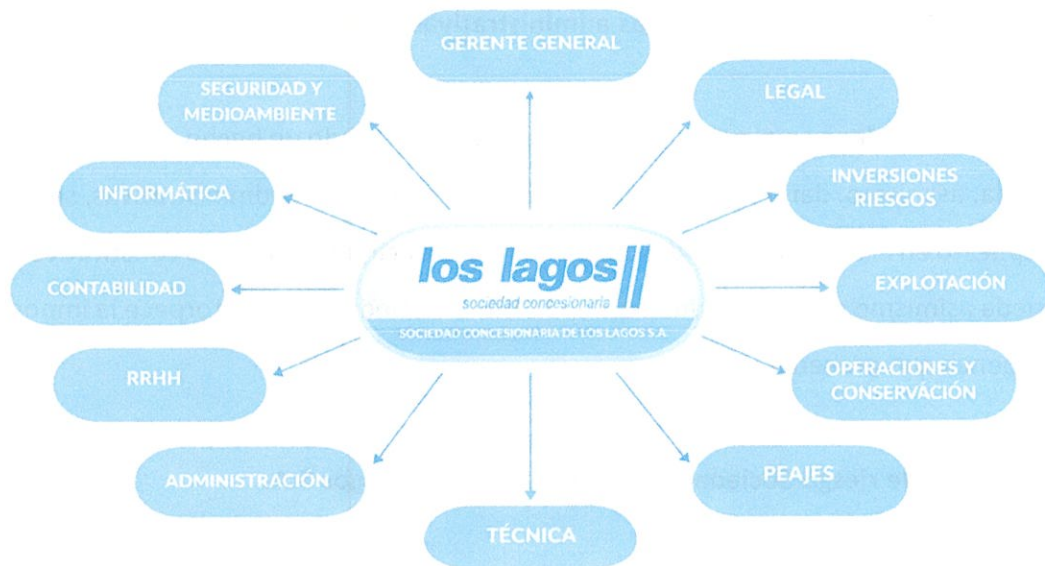 GERENTE GENERAL
SEGURIDAD Y
MEDIOAMBIENTE
LEGAL
INFORMÁTICA
INVERSIONES
RIESGOS
los lagos
sociedad concesionaria
SOCIEDAD CONCESIONARIA DE LOS LAGOS S.A.
CONTABILIDAD
EXPLOTACIÓN
RRHH
OPERACIONES Y
CONSERVACIÓN
ADMINISTRACIÓN
PEAJES
TÉCNICA